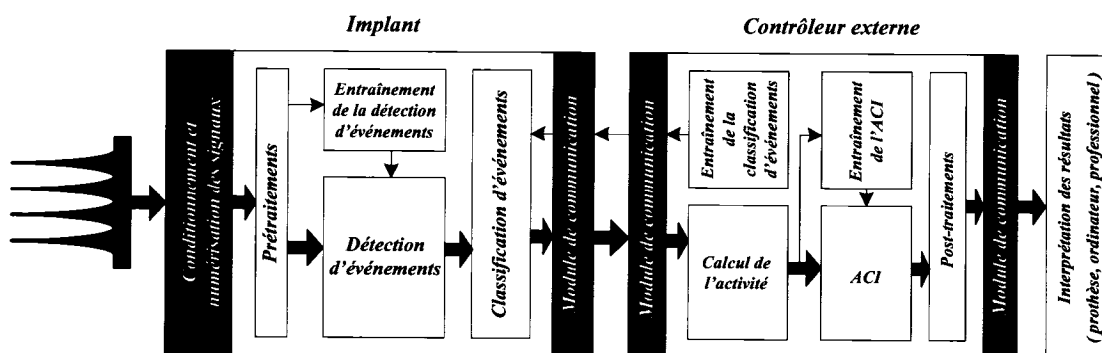 Implant
Contrôleur externe
Conditionnement et
numérisation des signaux
Prétraitements
Entraînement
de la détection
d'événements
Détection
d'événements
Classification d'événements
Module de communication
Module de communication
Entraînement
de la
classification
d'événements
Calcul de
l'activité
Entraînement
de l'ACI
ACI
Post-traitements
Module de communication
Interprétation des résultats
( prothèse, ordinateur, professionnel )